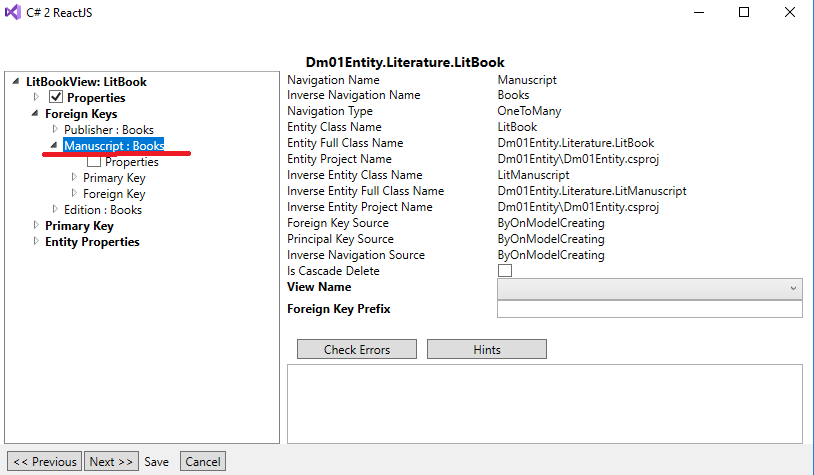 C# 2 ReactJS
Dm01Entity.Literature.LitBook
LitBookView: LitBook
Properties
Foreign Keys
Publisher : Books
Manuscript : Books
Properties
Primary Key
Foreign Key
Edition : Books
Primary Key
Entity Properties
Navigation Name Manuscript
Inverse Navigation Name Books
Navigation Type OneToMany
Entity Class Name LitBook
Entity Full Class Name Dm01Entity.Literature.LitBook
Entity Project Name Dm01Entity\Dm01Entity.csproj
Inverse Entity Class Name LitManuscript
Inverse Entity Full Class Name Dm01Entity.Literature.LitManuscript
Inverse Entity Project Name Dm01Entity\Dm01Entity.csproj
Foreign Key Source ByOnModelCreating
Principal Key Source ByOnModelCreating
Inverse Navigation Source ByOnModelCreating
Is Cascade Delete
View Name
Foreign Key Prefix
Check Errors Hints
<< Previous Next >> Save Cancel